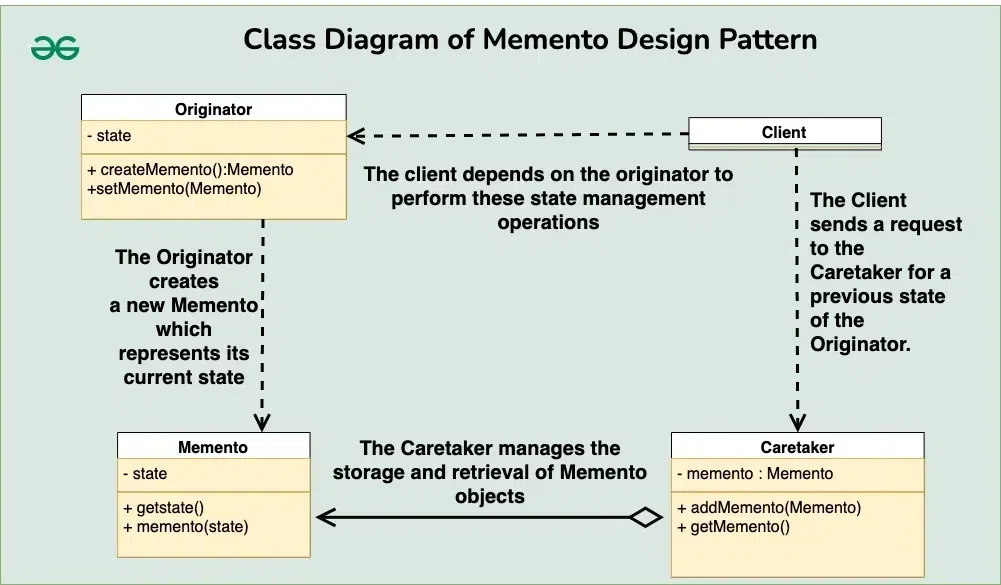 Class Diagram of Memento Design Pattern
Originator
- state
+ createMemento():Memento
+setMemento(Memento)
Client
The client depends on the originator to
perform these state management
operations
The Client
sends a request
to the
Caretaker for a
previous state
of the
Originator.
The Originator
creates
a new Memento
which
represents its
current state
Memento
- state
+ getstate()
+ memento(state)
The Caretaker manages the
storage and retrieval of Memento
objects
Caretaker
- memento : Memento
+ addMemento(Memento)
+ getMemento()